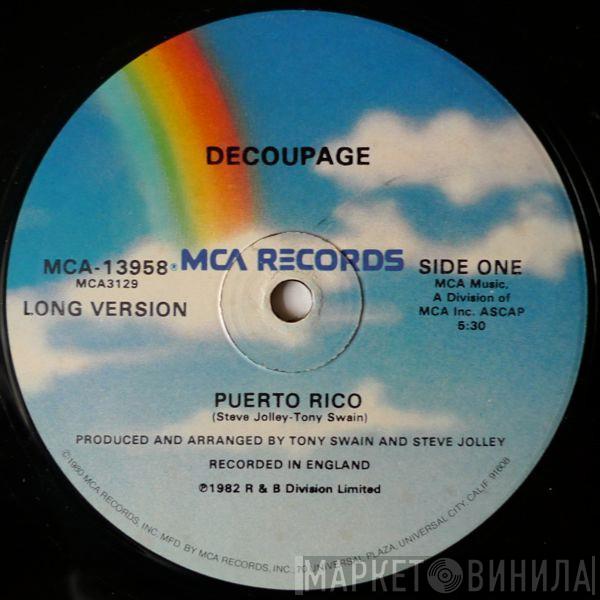 DECOUPAGE
MCA-13958
MCA3129
LONG VERSION
MCA RECORDS
SIDE ONE
MCA Music,
A Division of
MCA Inc. ASCAP
5:30
PUERTO RICO
(Steve Jolley-Tony Swain)
PRODUCED AND ARRANGED BY TONY SWAIN AND STEVE JOLLEY
RECORDED IN ENGLAND
℗1982 R & B Division Limited
©1980 MCA RECORDS, INC. MFD. BY MCA RECORDS, INC., 70 UNIVERSAL PLAZA, UNIVERSAL CITY, CALIF. 91608
МАРКЕТ ВИНИЛА